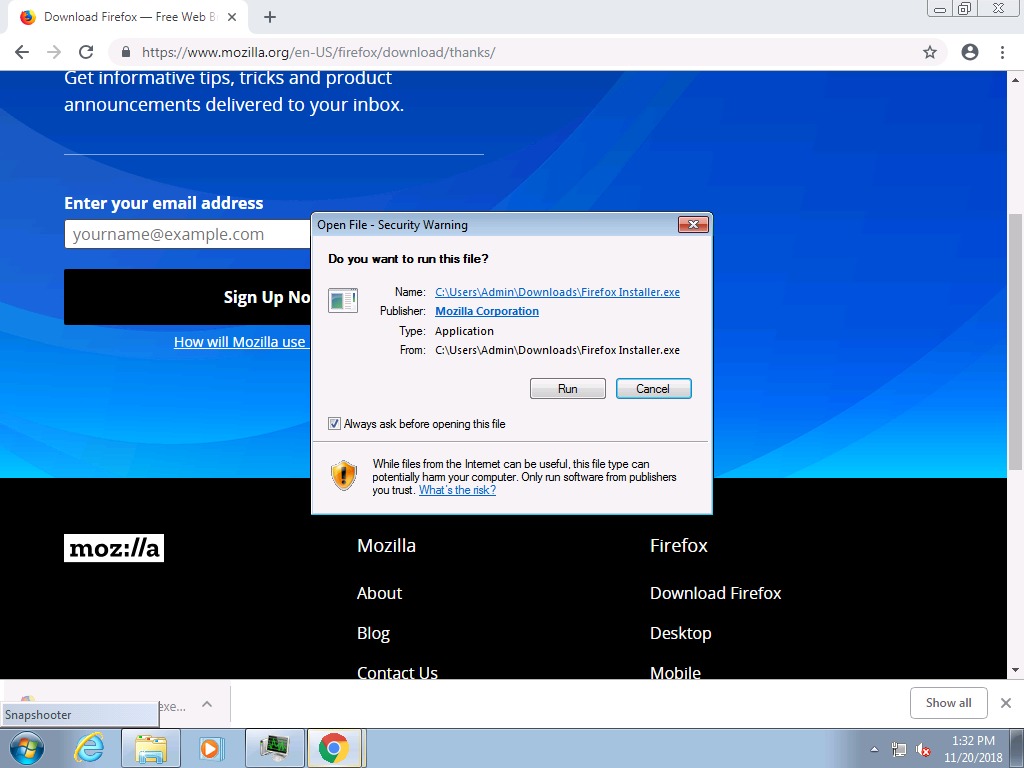 Download Firefox — Free Web B
https://www.mozilla.org/en-US/firefox/download/thanks/
Get informative tips, tricks and product
announcements delivered to your inbox.
Enter your email address
yourname@example.com
Sign Up No
How will Mozilla use
Open File - Security Warning
Do you want to run this file?
Name: C:\Users\Admin\Downloads\Firefox Installer.exe
Publisher: Mozilla Corporation
Type: Application
From: C:\Users\Admin\Downloads\Firefox Installer.exe
Run Cancel
Always ask before opening this file
While files from the Internet can be useful, this file type can
potentially harm your computer. Only run software from publishers
you trust. What's the risk?
moz://a
Mozilla
Firefox
About
Download Firefox
Blog
Desktop
Contact Us
Mobile
exe...
Show all
Snapshooter
1:32 PM
11/20/2018